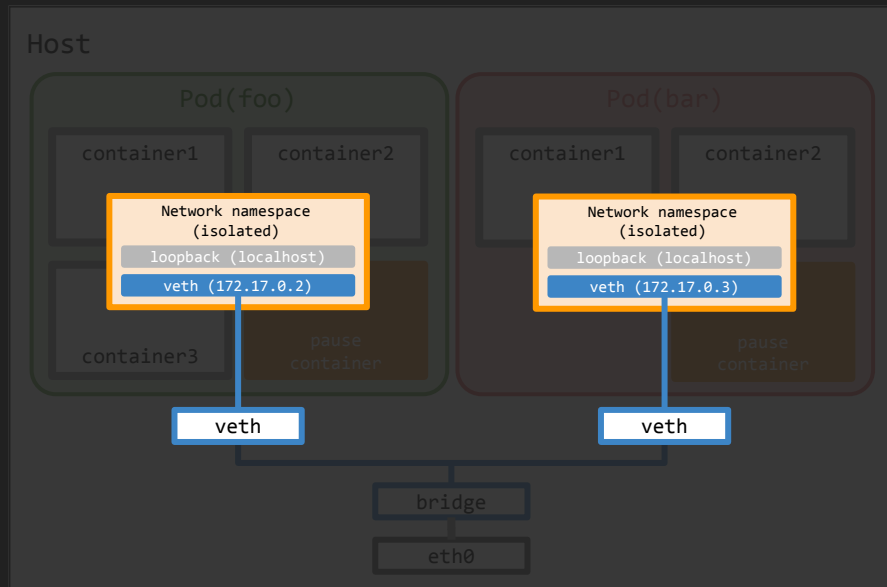 Host
Pod(foo)
Pod(bar)
container1
container2
container1
container2
Network namespace
(isolated)
loopback (localhost)
veth (172.17.0.2)
Network namespace
(isolated)
loopback (localhost)
veth (172.17.0.3)
container3
pause
container
pause
container
veth
veth
bridge
eth0